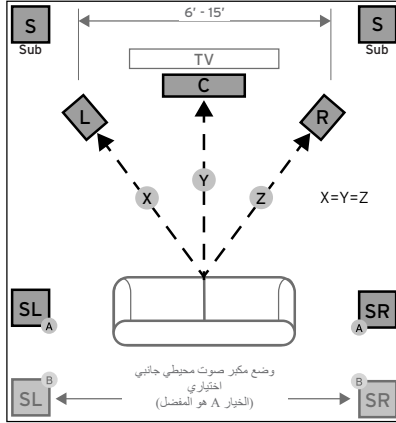 S
6' - 15'
S
Sub
Sub
TV
C
L
R
Y
X
Z
X=Y=Z
SL
A
SR
A
وضع مكبر صوت محيطي جانبي
اختياري
(الخيار A هو المفضل)
B
SL
B
SR